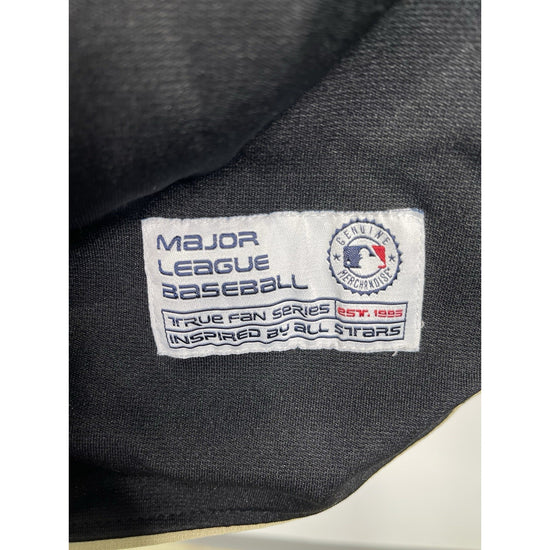 MAJOR
LEAGUE
BASEBALL
GENUINE
MERCHANDISE
TRUE FAN SERIES EST. 1995
INSPIRED BY ALL STARS